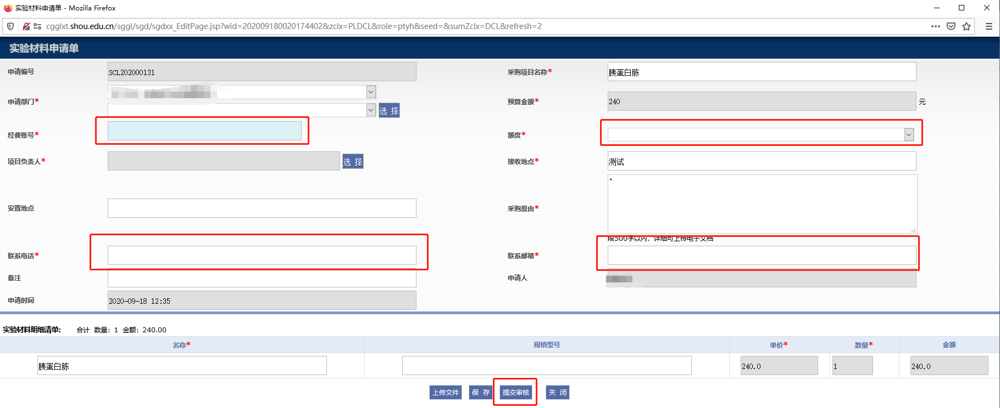 实验材料申请单 - Mozilla Firefox
cgglxt.shou.edu.cn/sggl/sgd/sgdxx_EditPage.jsp?wid=202009180020174402&zclx=PLDCL&role=ptyh&seed=&sumZclx=DCL&refresh=2
实验材料申请单
申请编号 SCL202000131 采购项目名称* 胰蛋白胨
申请部门* 选 择 预算金额* 240 元
经费账号* 额度*
项目负责人* 选 择 接收地点* 测试
安置地点 采购原由* *
限500字以内，详细可上传电子文档
联系电话* 联系邮箱*
备注 申请人
申请时间 2020-09-18 12:35
实验材料明细清单: 合计 数量: 1 金额: 240.00
名称* 规格型号 单价* 数量* 金额
胰蛋白胨 240.0 1 240.0
上传文件 保 存 提交审核 关 闭